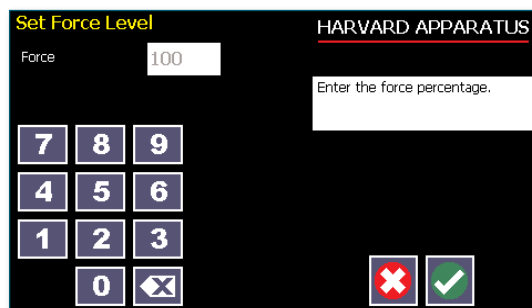 Set Force Level
HARVARD APPARATUS
Force 100
Enter the force percentage.
7 8 9
4 5 6
1 2 3
0